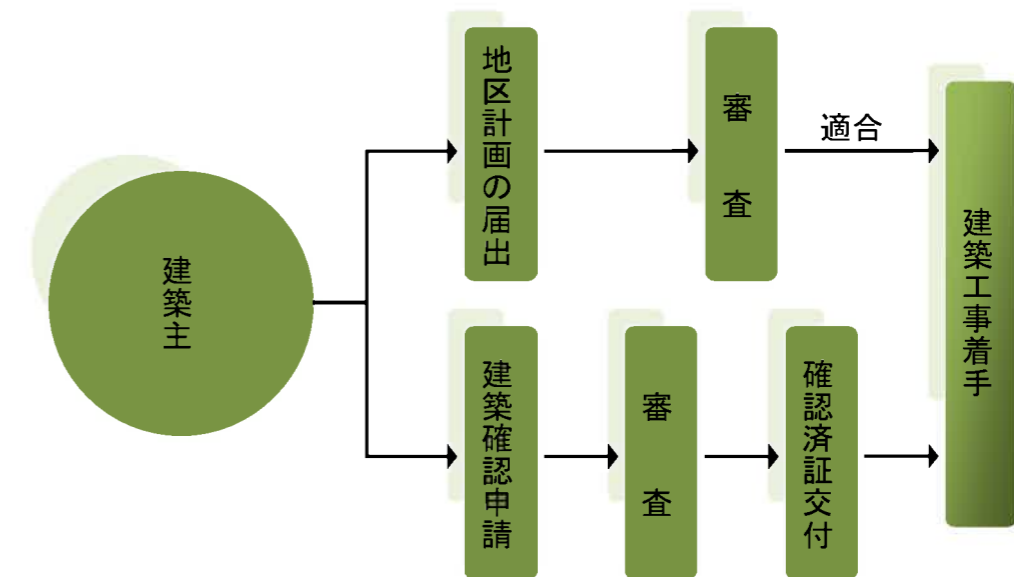 建築主
地区計画の届出
審査
適合
建築確認申請
審査
確認済証交付
建築工事着手